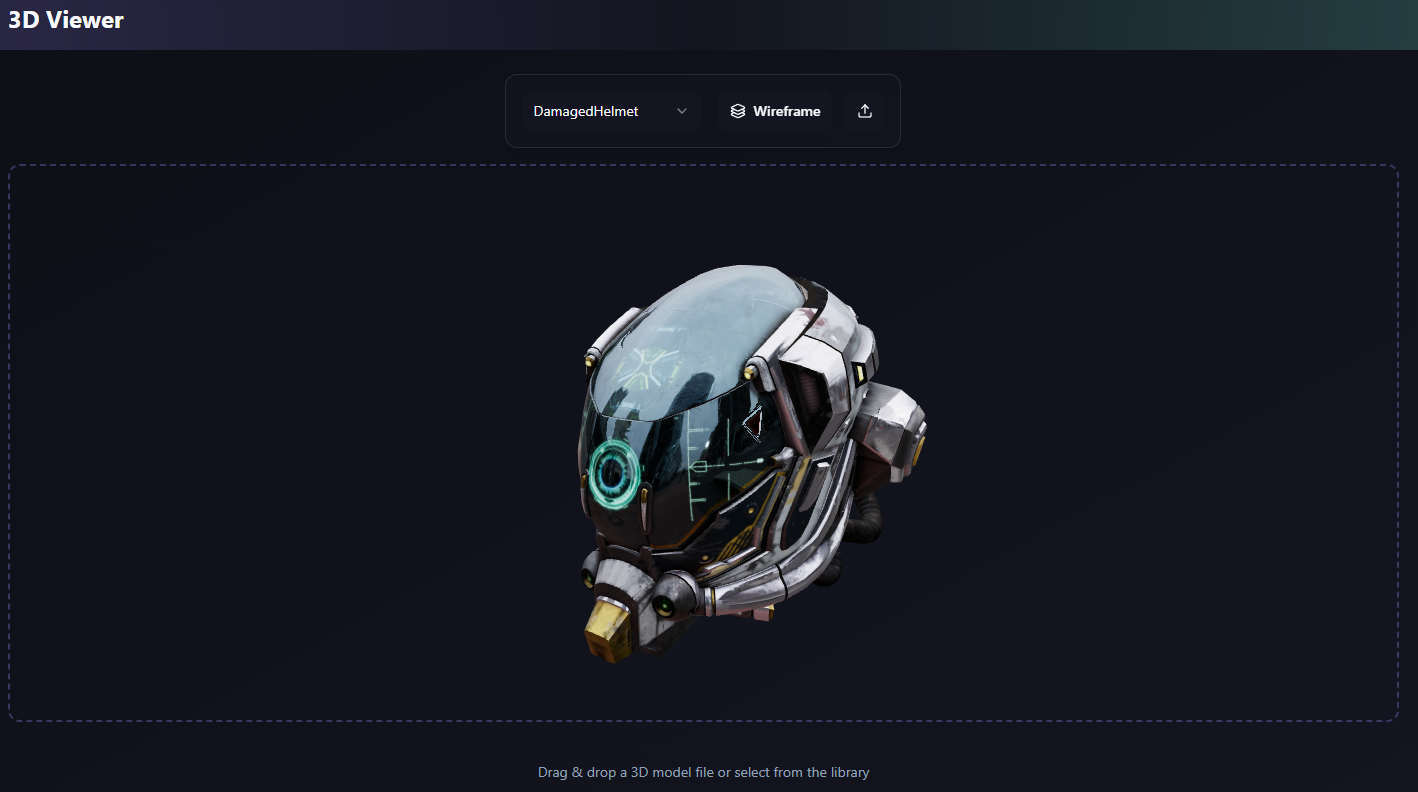 3D Viewer
DamagedHelmet
Wireframe
Drag & drop a 3D model file or select from the library